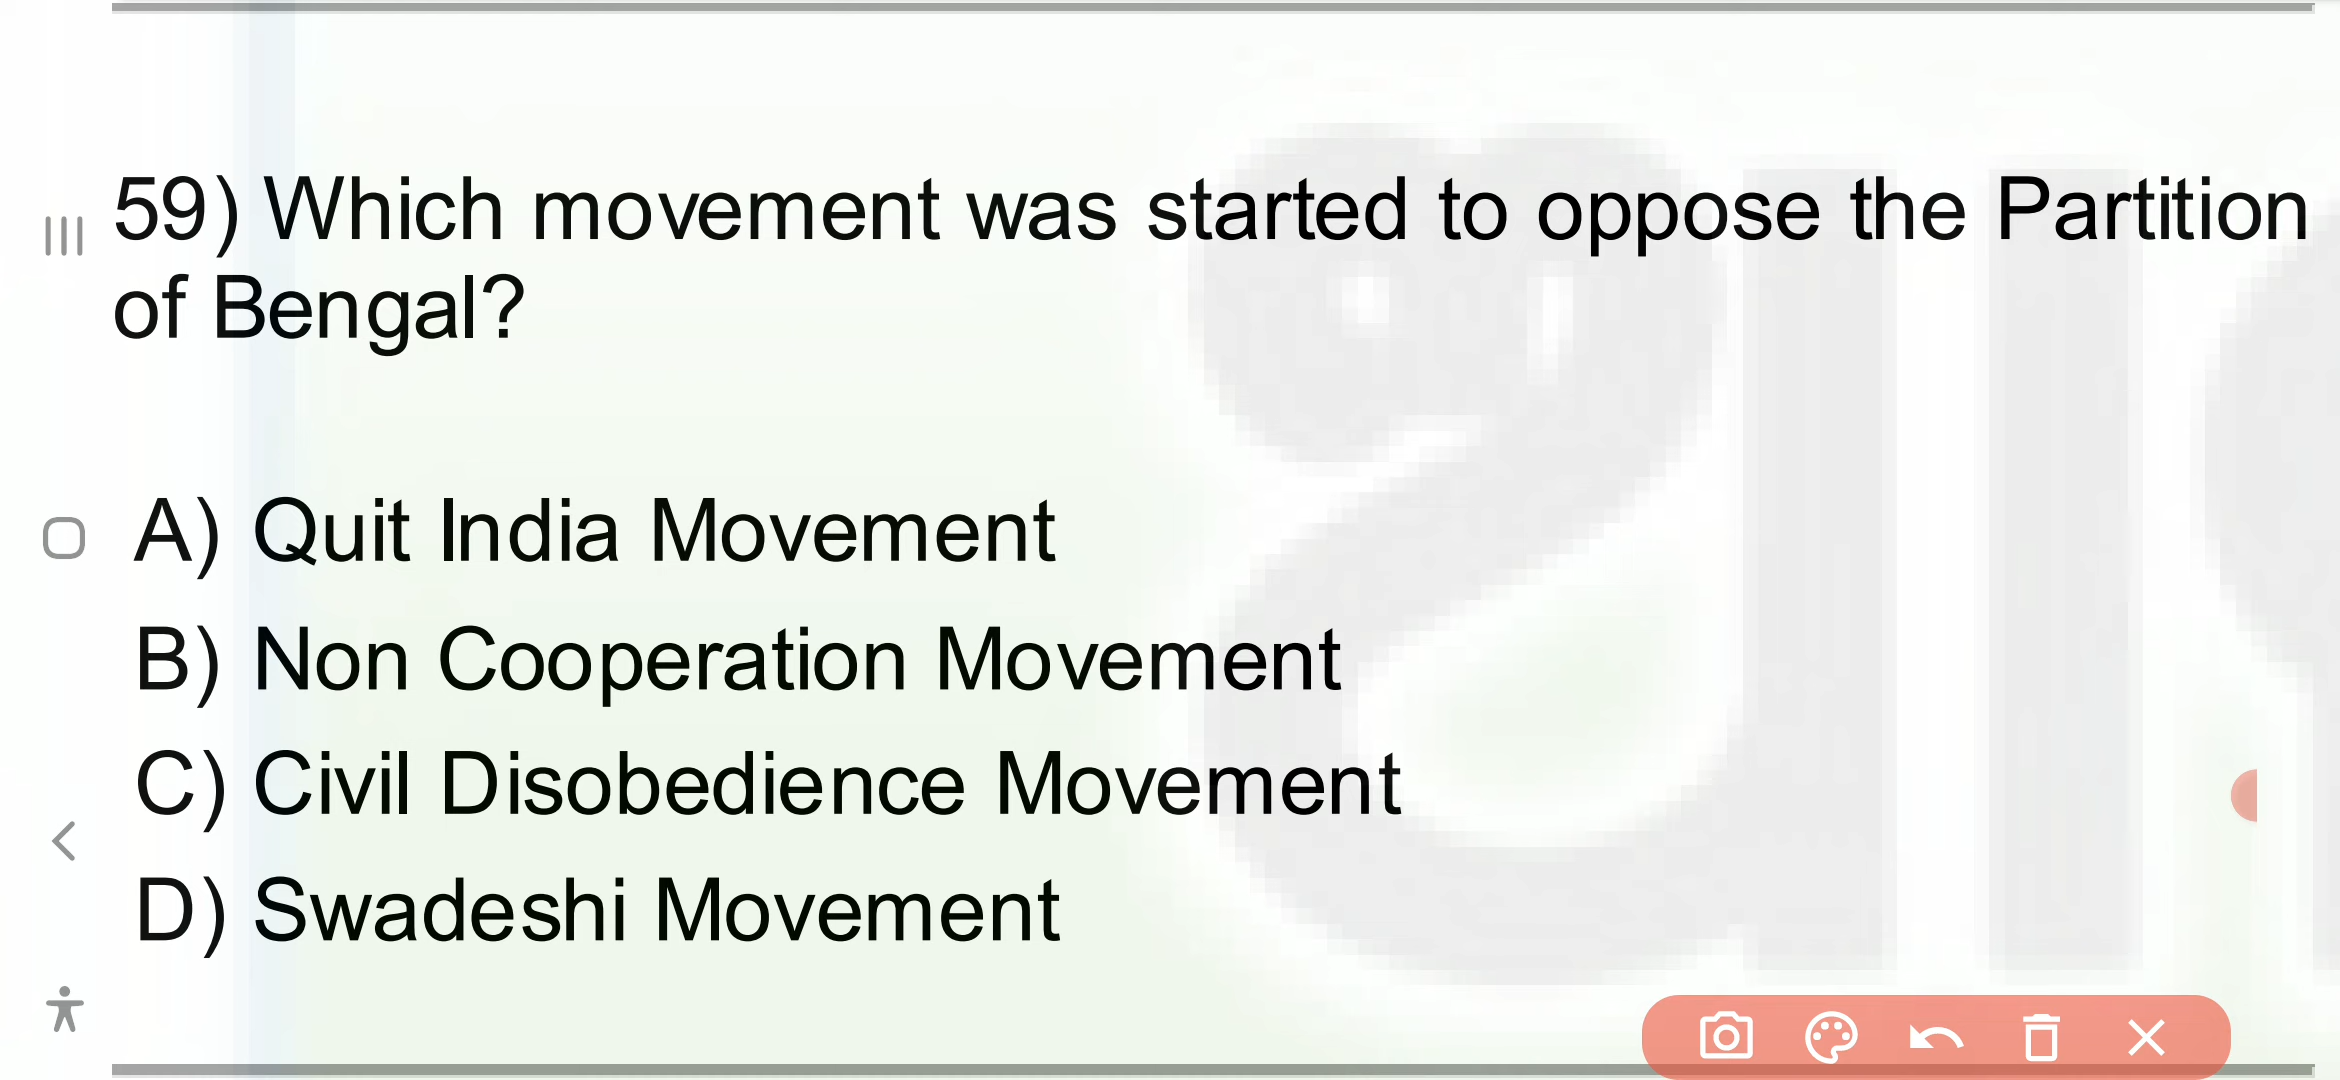 59) Which movement was started to oppose the Partition
of Bengal?
A) Quit India Movement
B) Non Cooperation Movement
C) Civil Disobedience Movement
D) Swadeshi Movement